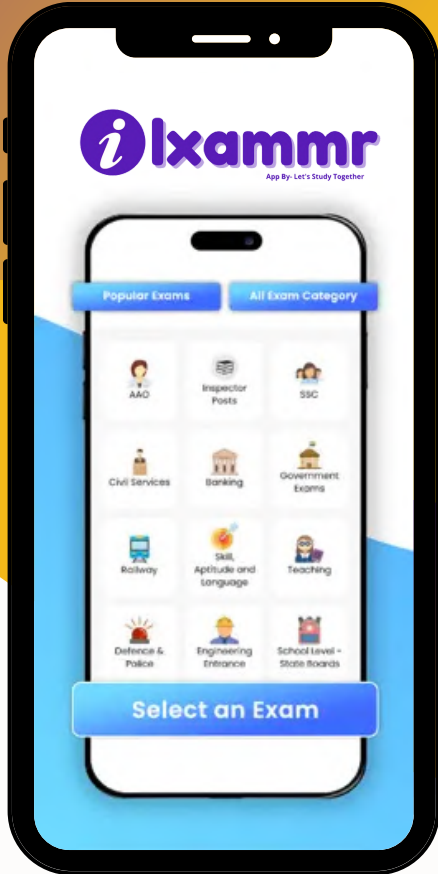 i Ixammr
App By- Let's Study Together
Popular Exams
All Exam Category
AAO
Inspector
Posts
SSC
Civil Services
Banking
Government
Exams
Railway
Skill,
Aptitude and
Language
Teaching
Defence &
Police
Engineering
Entrance
School Level -
State Boards
Select an Exam